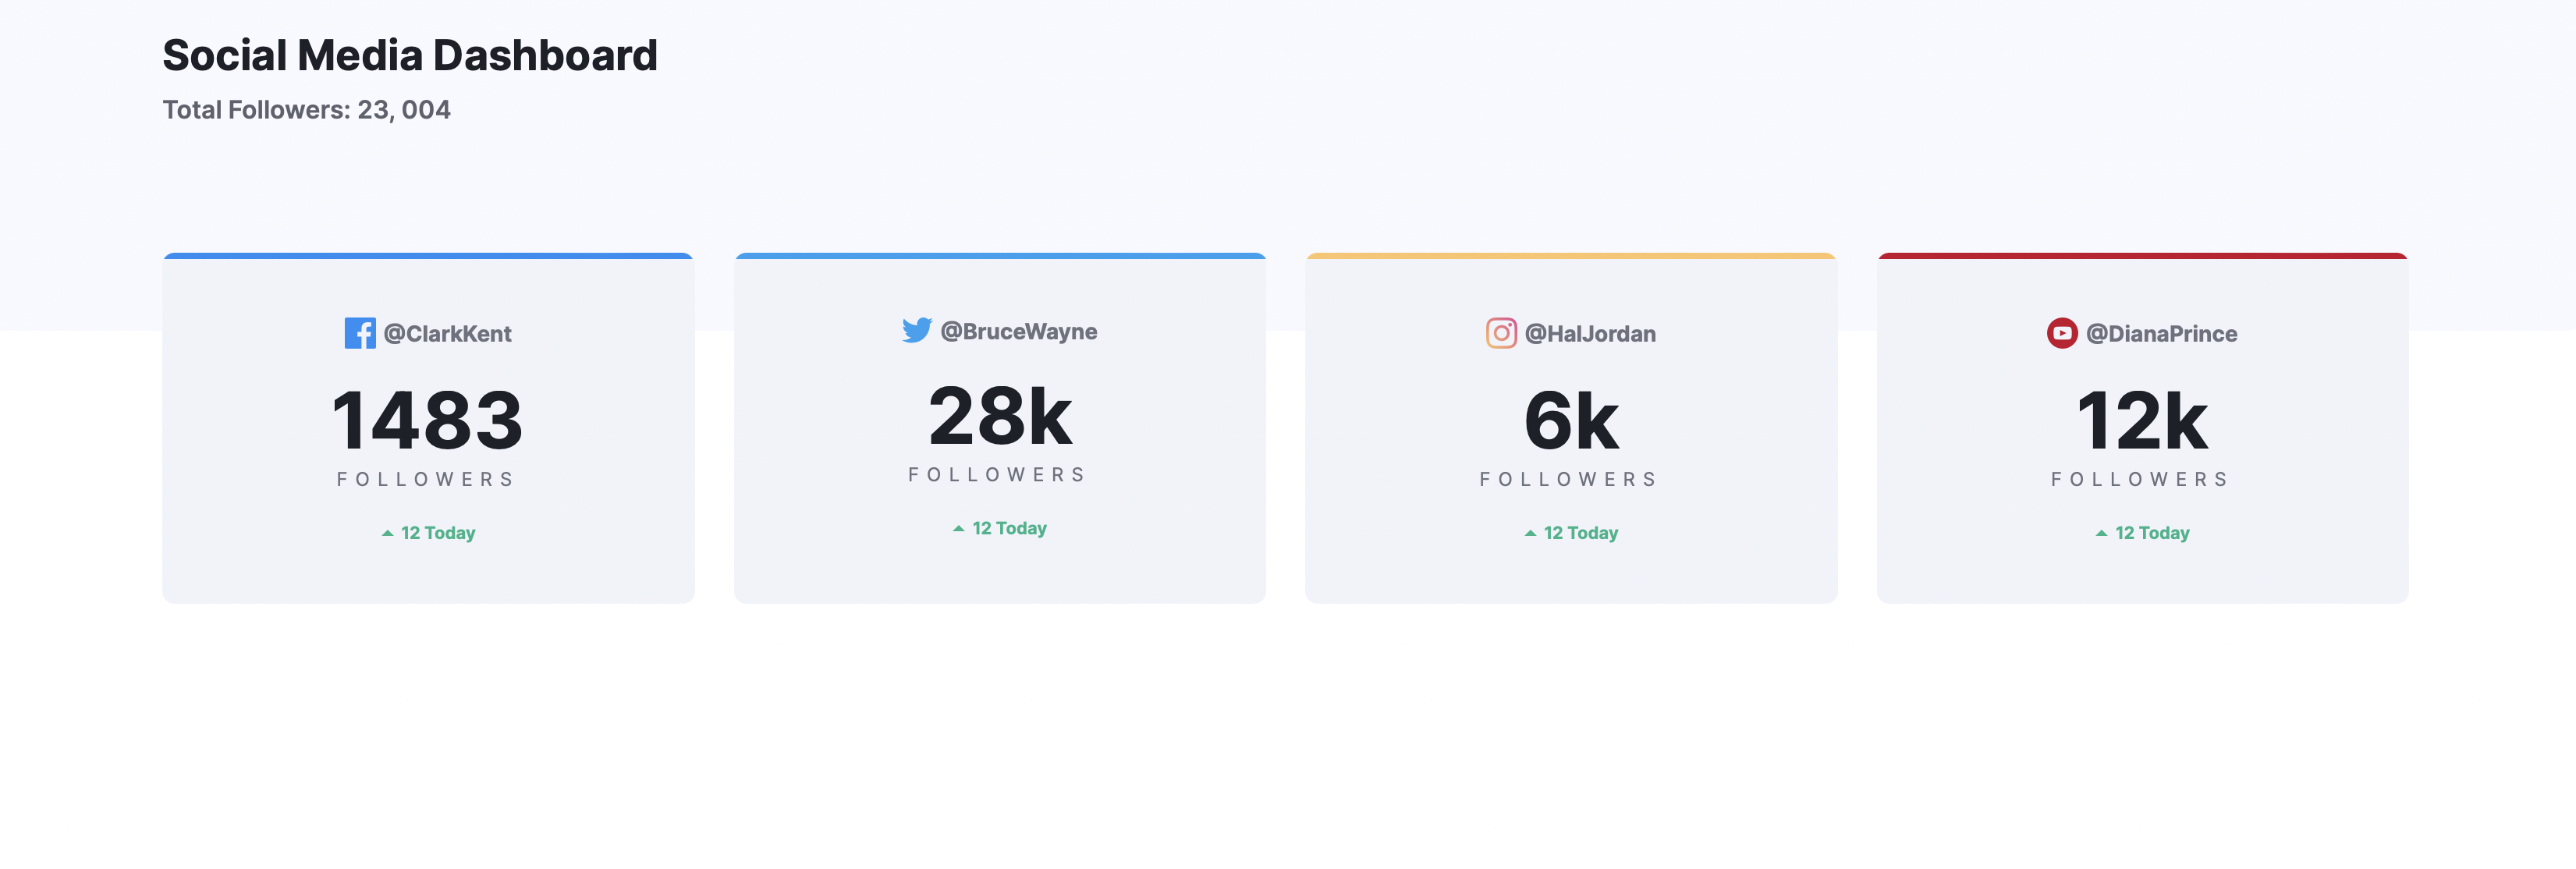 Social Media Dashboard
Total Followers: 23, 004
@ClarkKent
1483
FOLLOWERS
12 Today
@BruceWayne
28k
FOLLOWERS
12 Today
@HalJordan
6k
FOLLOWERS
12 Today
@DianaPrince
12k
FOLLOWERS
12 Today